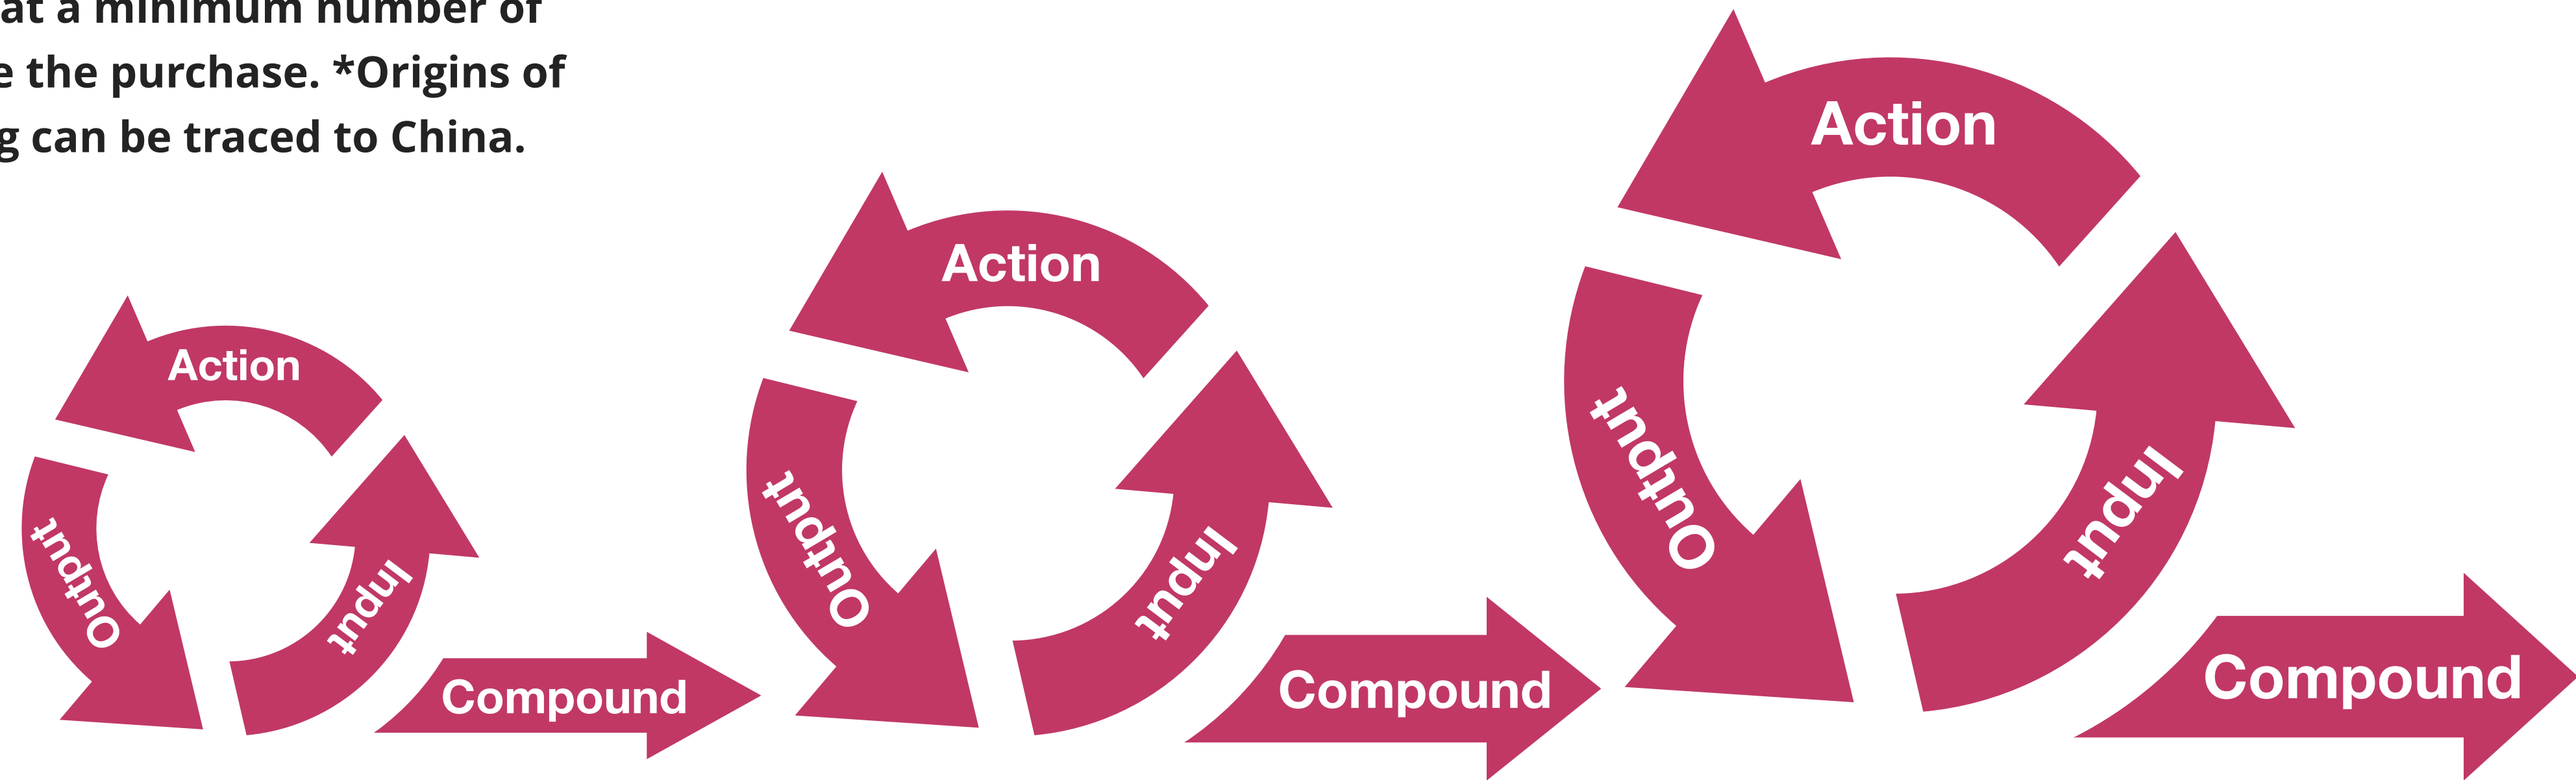 at a minimum number of
e the purchase. *Origins of
g can be traced to China.
Action
Output
Input
Compound
Action
Output
Input
Compound
Action
Output
Input
Compound